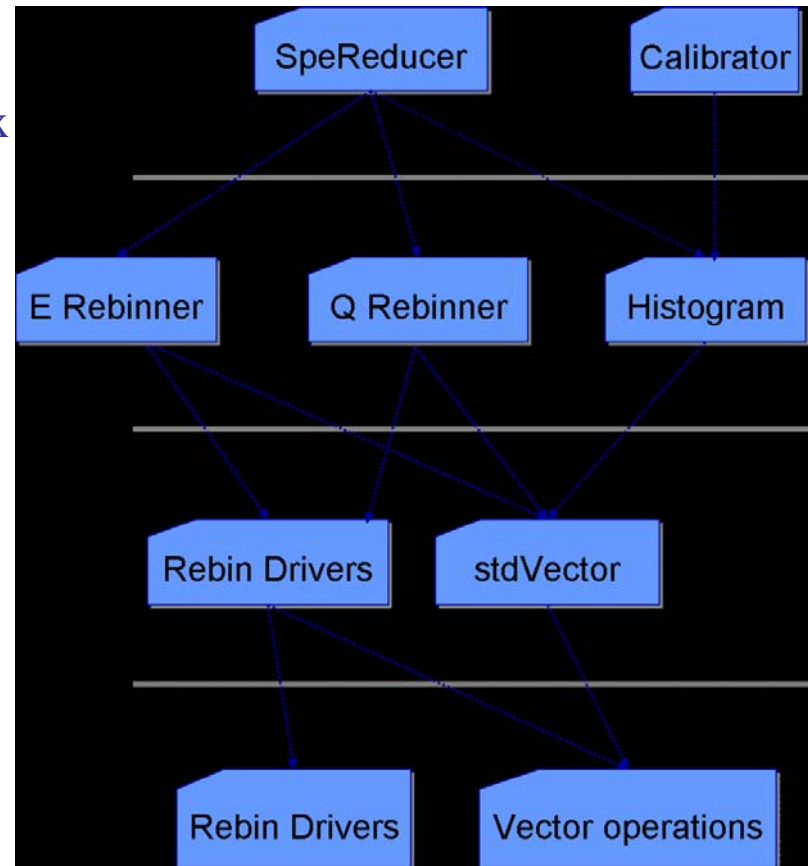 SpeReducer
Calibrator
k
E Rebinner
Q Rebinner
Histogram
Rebin Drivers
stdVector
Rebin Drivers
Vector operations